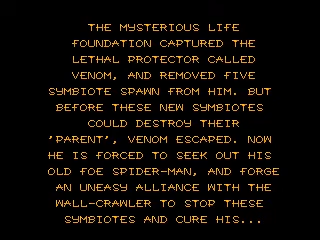 THE MYSTERIOUS LIFE
FOUNDATION CAPTURED THE
LETHAL PROTECTOR CALLED
VENOM, AND REMOVED FIVE
SYMBIOTE SPAWN FROM HIM. BUT
BEFORE THESE NEW SYMBIOTES
COULD DESTROY THEIR
'PARENT', VENOM ESCAPED. NOW
HE IS FORCED TO SEEK OUT HIS
OLD FOE SPIDER-MAN, AND FORGE
AN UNEASY ALLIANCE WITH THE
WALL-CRAWLER TO STOP THESE
SYMBIOTES AND CURE HIS...